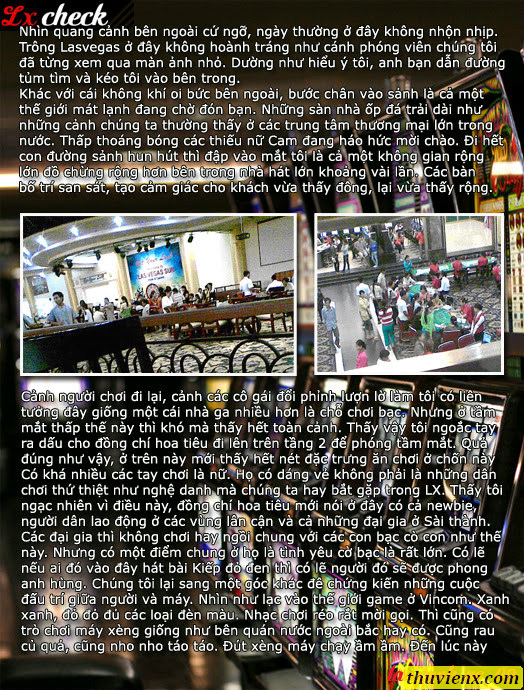 Lx check
Nhìn quang cảnh bên ngoài cứ ngỡ, ngày thường ở đây không nhộn nhịp.
Trông Lasvegas ở đây không hoành tráng như cánh phóng viên chúng tôi
đã từng xem qua màn ảnh nhỏ. Dường như hiểu ý tôi, anh bạn dẫn đường
tủm tỉm và kéo tôi vào bên trong.
Khác với cái không khí oi bức bên ngoài, bước chân vào sảnh là cả một
thế giới mát lạnh đang chờ đón bạn. Những sàn nhà ốp đá trải dài như
những cảnh chúng ta thường thấy ở các trung tâm thương mại lớn trong
nước. Thấp thoáng bóng các thiếu nữ Cam đang háo hức mời chào. Đi hết
con đường sảnh hun hút thì đập vào mắt tôi là cả một không gian rộng
lớn đồ chừng rộng hơn bên trong nhà hát lớn khoảng vài lần. Các bàn
bố trí san sát, tạo cảm giác cho khách vừa thấy đông, lại vừa thấy rộng.
LAS VEGAS SUN
Cảnh người chơi đi lại, cảnh các cô gái đổi phỉnh lượn lờ làm tôi có liên
tưởng đây giống một cái nhà ga nhiều hơn là chỗ chơi bạc. Nhưng ở tầm
mắt thấp thế này thì khó mà thấy hết toàn cảnh. Thấy vậy tôi ngoắc tay
ra dấu cho đồng chí hoa tiêu đi lên trên tầng 2 để phóng tầm mắt. Quả
đúng như vậy, ở trên này mới thấy hết nét đặc trưng ăn chơi ở chốn này
Có khá nhiều các tay chơi là nữ. Họ có dáng vẻ không phải là những dân
chơi thứ thiệt như nghệ danh mà chúng ta hay bắt gặp trong LX. Thấy tôi
ngạc nhiên vì điều này, đồng chí hoa tiêu mới nói ở đây có cả newbie,
người dân lao động ở các vùng lân cận và cả những đại gia ở Sài thành.
Các đại gia thì không chơi hay ngồi chung với các con bạc cò con như thế
này. Nhưng có một điểm chung ở họ là tình yêu cờ bạc là rất lớn. Có lẽ
nếu ai đó vào đây hát bài Kiếp đỏ đen thì có lẽ người đó sẽ được phong
anh hùng. Chúng tôi lại sang một góc khác để chứng kiến những cuộc
đấu trí giữa người và máy. Nhìn như lạc vào thế giới game ở Vincom. Xanh
xanh, đỏ đỏ đủ các loại đèn màu. Nhạc chơi réo rắt mời gọi. Thì cũng có
trò chơi máy xèng giống như bên quán nước ngoài bắc hay có. Cũng rau
củ quả, cũng nho nho táo táo. Đút xèng máy chạy ầm ầm. Đến lúc này
thuvienx.com